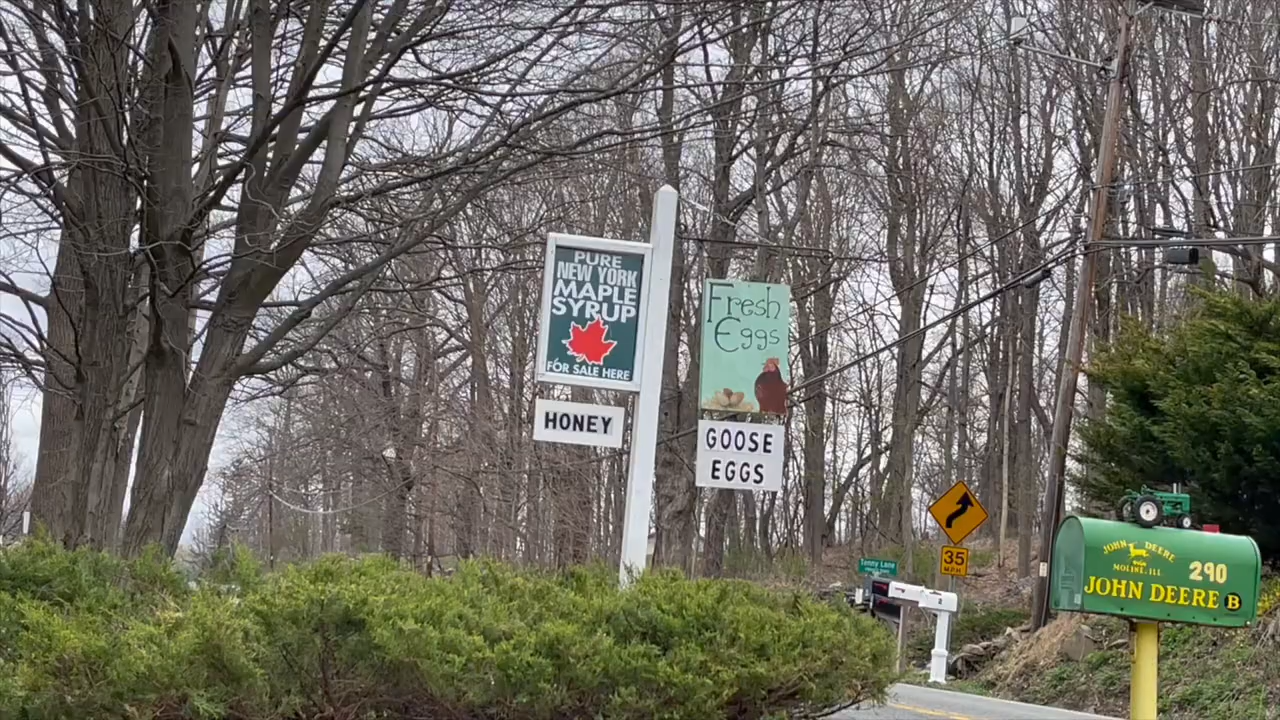 PURE
NEW YORK
MAPLE
SYRUP
FOR SALE HERE
HONEY
Fresh
Eggs
GOOSE
EGGS
35
MPH
JOHN DEERE
MOLINE·ILL
290
JOHN DEERE B